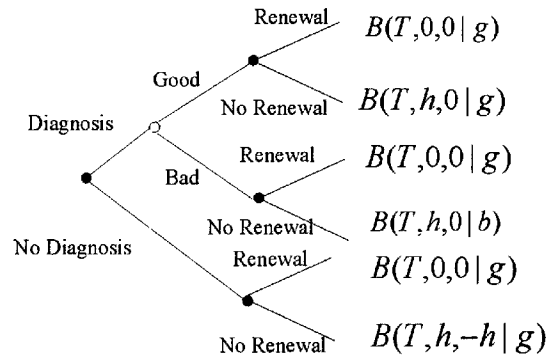 Renewal B(T,0,0|g)
Good
No Renewal B(T,h,0|g)
Diagnosis
Renewal B(T,0,0|g)
Bad
No Renewal B(T,h,0|b)
No Diagnosis
Renewal B(T,0,0|g)
No Renewal B(T,h,-h|g)